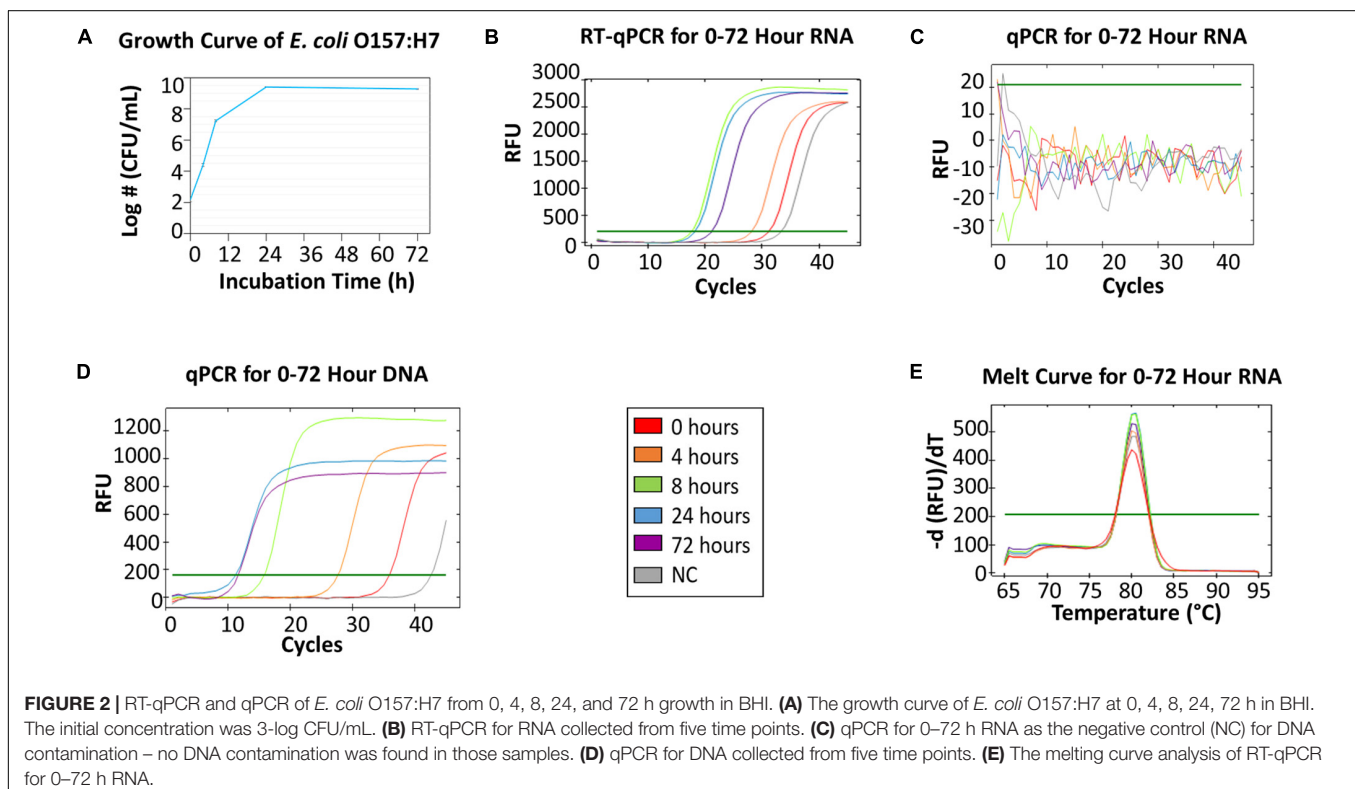 A
Growth Curve of E. coli O157:H7
Log # (CFU/mL)
10
8
6
4
2
0
0 12 24 36 48 60 72
Incubation Time (h)
B
RT-qPCR for 0-72 Hour RNA
RFU
3000
2500
2000
1500
1000
500
0
0 20 30 40
Cycles
C
qPCR for 0-72 Hour RNA
RFU
20
10
0
-10
-20
-30
0 10 20 30 40
Cycles
D
qPCR for 0-72 Hour DNA
RFU
1200
1000
800
600
400
200
0
0 10 20 30 40
Cycles
0 hours
4 hours
8 hours
24 hours
72 hours
NC
E
Melt Curve for 0-72 Hour RNA
-d (RFU)/dT
500
400
300
200
100
0
65 70 75 80 85 90 95
Temperature (°C)
FIGURE 2 | RT-qPCR and qPCR of E. coli O157:H7 from 0, 4, 8, 24, and 72 h growth in BHI. (A) The growth curve of E. coli O157:H7 at 0, 4, 8, 24, 72 h in BHI.
The initial concentration was 3-log CFU/mL. (B) RT-qPCR for RNA collected from five time points. (C) qPCR for 0–72 h RNA as the negative control (NC) for DNA
contamination – no DNA contamination was found in those samples. (D) qPCR for DNA collected from five time points. (E) The melting curve analysis of RT-qPCR
for 0–72 h RNA.